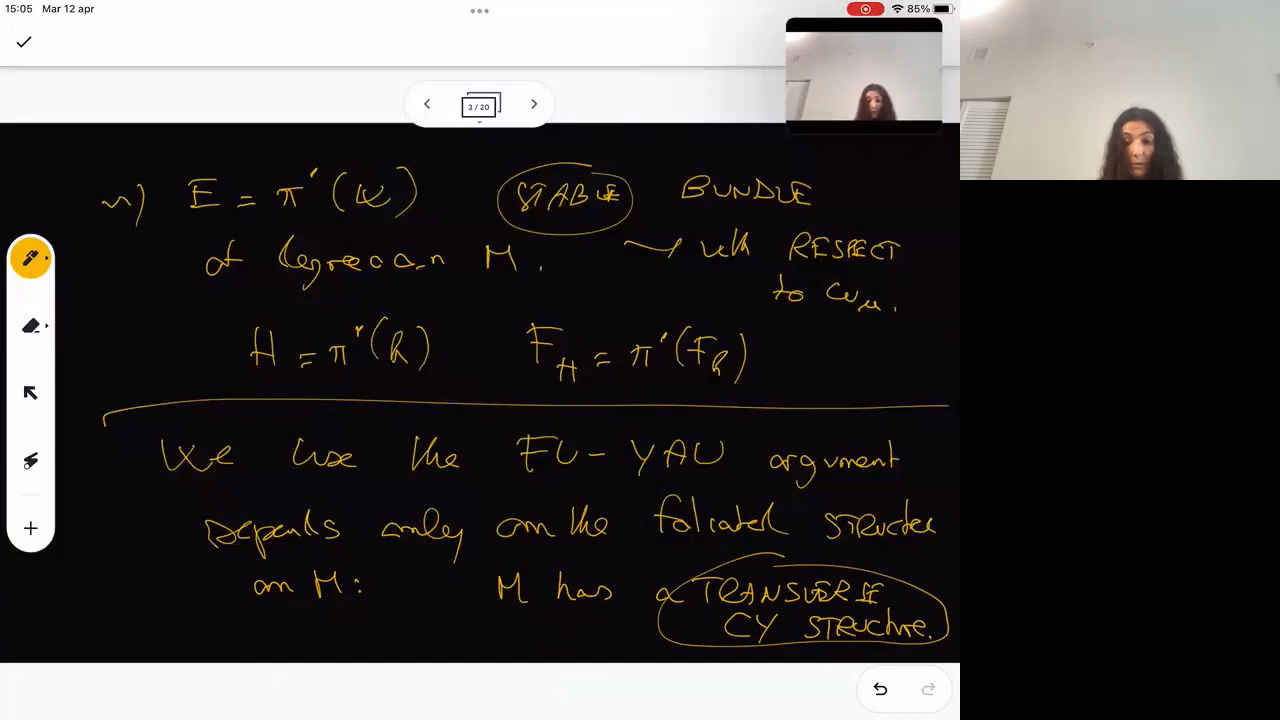 15:05 Mar 12 apr
85%
3 / 20
E = π*(W) STABLE BUNDLE
of degree 0 on M. with RESPECT
to ω_u.
H = π*(h) F_H = π*(F_h)
We use the FU-YAU argument
Depends only on the foliated STRUCTURE
on M: M has a TRANSVERSE
CY STRUCTURE.